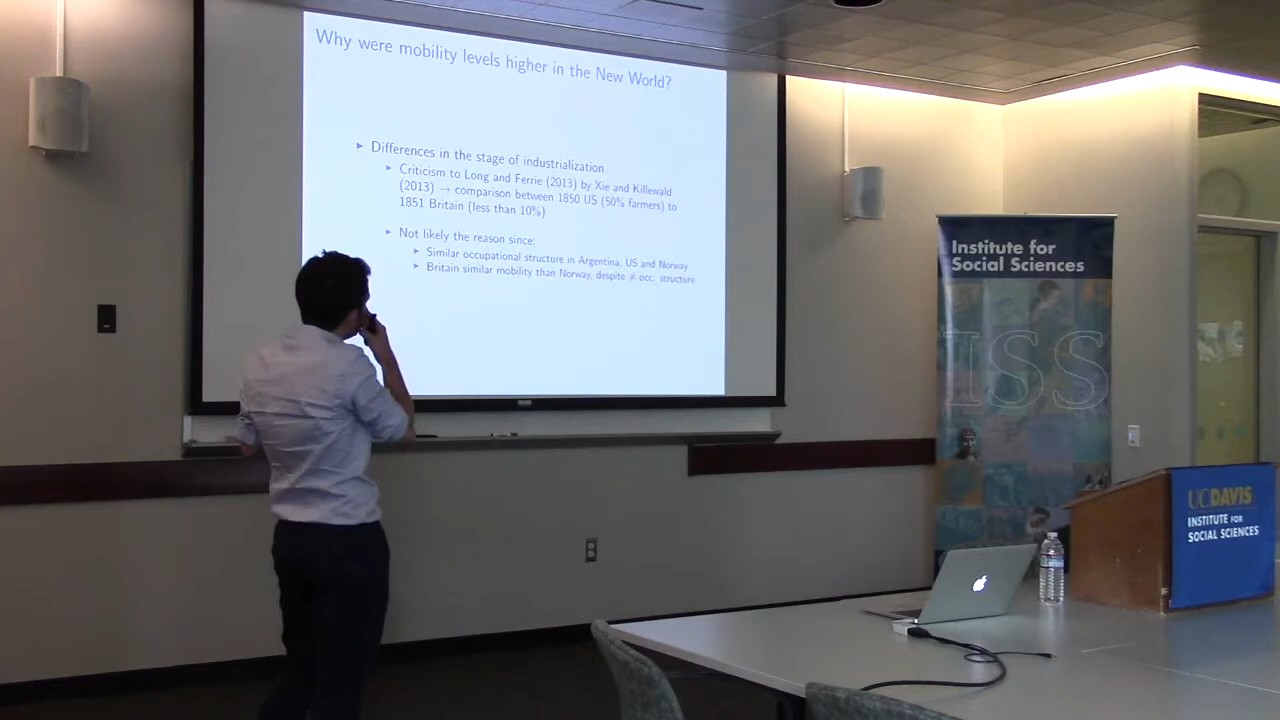 Why were mobility levels higher in the New World?
Differences in the stage of industrialization
Criticism to Long and Ferrie (2013) by Xie and Killewald
(2013) → comparison between 1850 US (50% farmers) to
1851 Britain (less than 10%)
Not likely the reason since:
Similar occupational structure in Argentina, US and Norway
Britain similar mobility than Norway, despite ≠ occ. structure
Institute for
Social Sciences
ISS
UCDAVIS
INSTITUTE FOR
SOCIAL SCIENCES